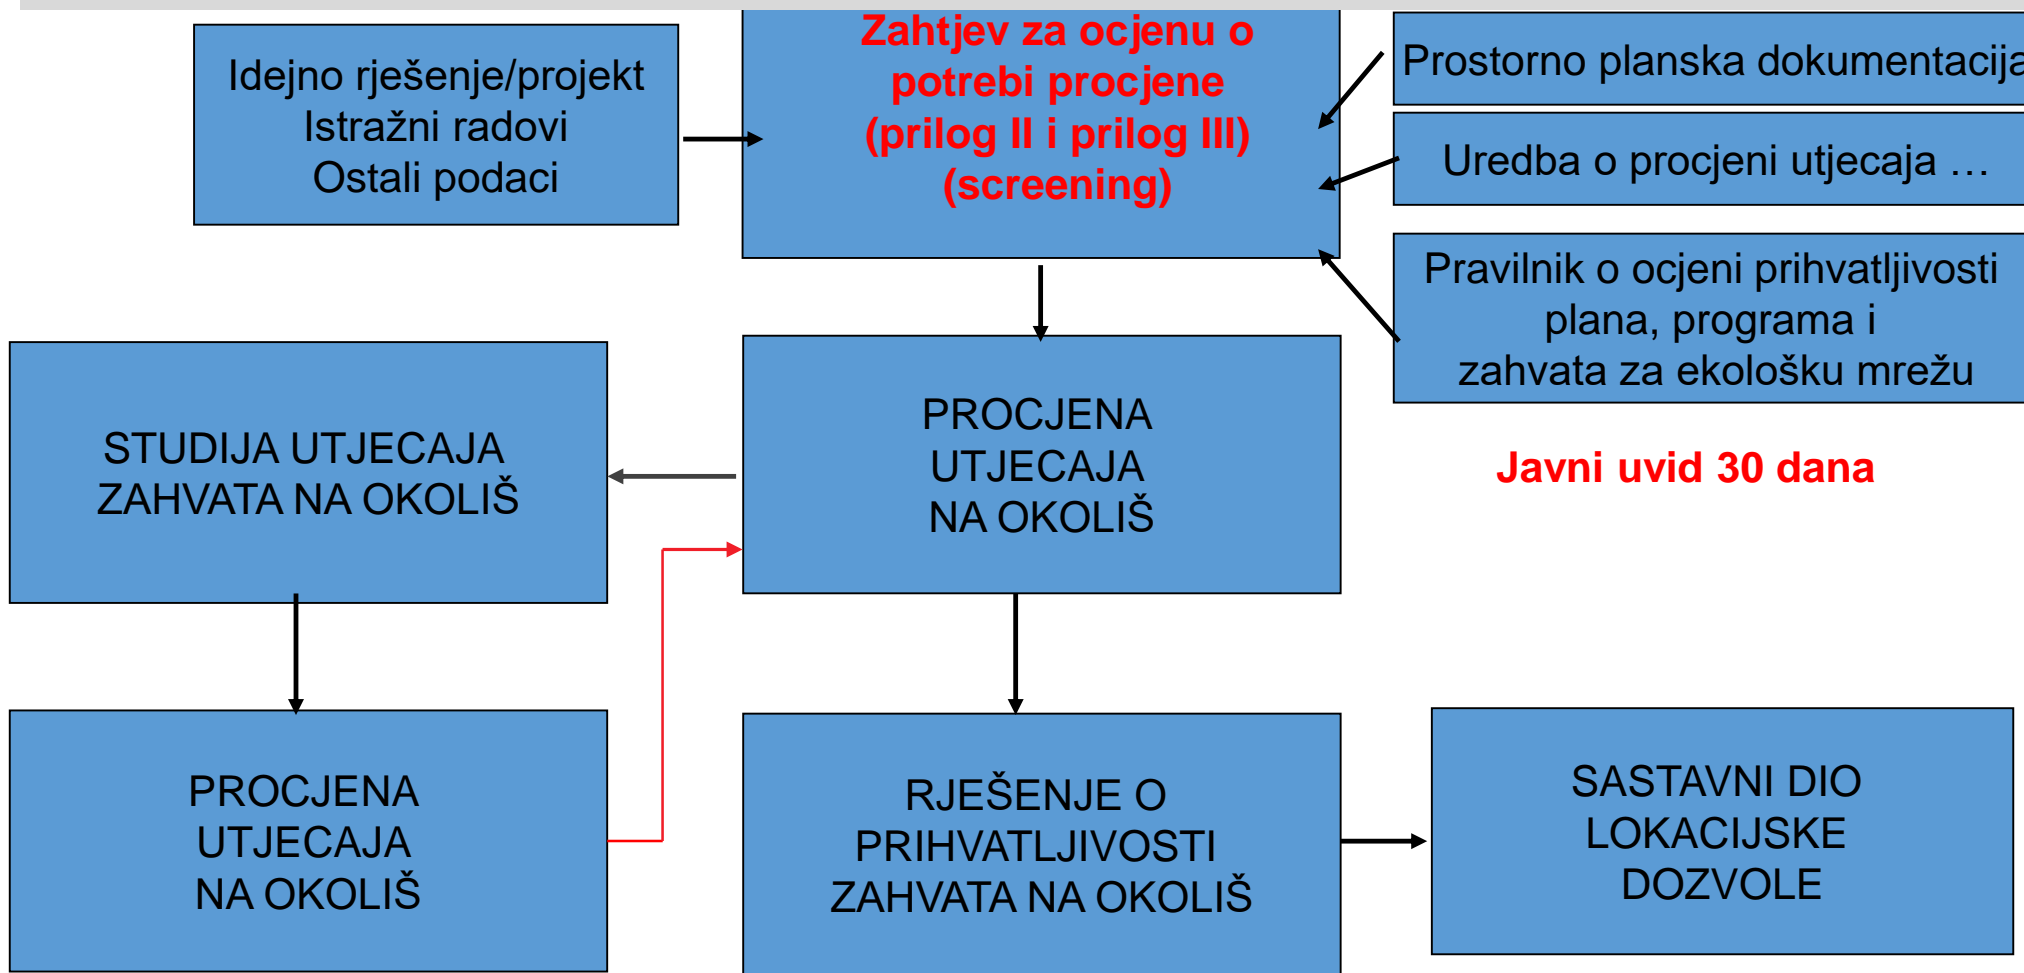 Idejno rješenje/projekt
Istražni radovi
Ostali podaci
Zahtjev za ocjenu o
potrebi procjene
(prilog II i prilog III)
(screening)
Prostorno planska dokumentacija
Uredba o procjeni utjecaja …
Pravilnik o ocjeni prihvatljivosti
plana, programa i
zahvata za ekološku mrežu
Javni uvid 30 dana
STUDIJA UTJECAJA
ZAHVATA NA OKOLIŠ
PROCJENA
UTJECAJA
NA OKOLIŠ
PROCJENA
UTJECAJA
NA OKOLIŠ
RJEŠENJE O
PRIHVATLJIVOSTI
ZAHVATA NA OKOLIŠ
SASTAVNI DIO
LOKACIJSKE
DOZVOLE